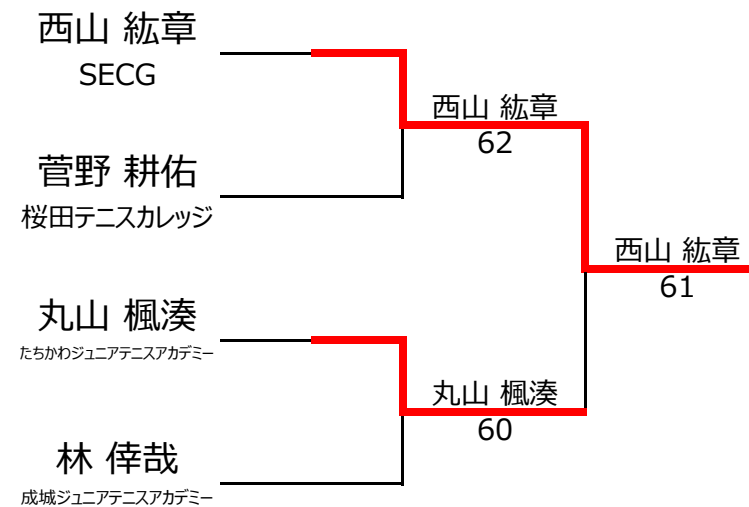 西山 紘章
SECG
菅野 耕佑
桜田テニスカレッジ
丸山 楓湊
たちかわジュニアテニスアカデミー
林 倖哉
成城ジュニアテニスアカデミー
西山 紘章
62
丸山 楓湊
60
西山 紘章
61